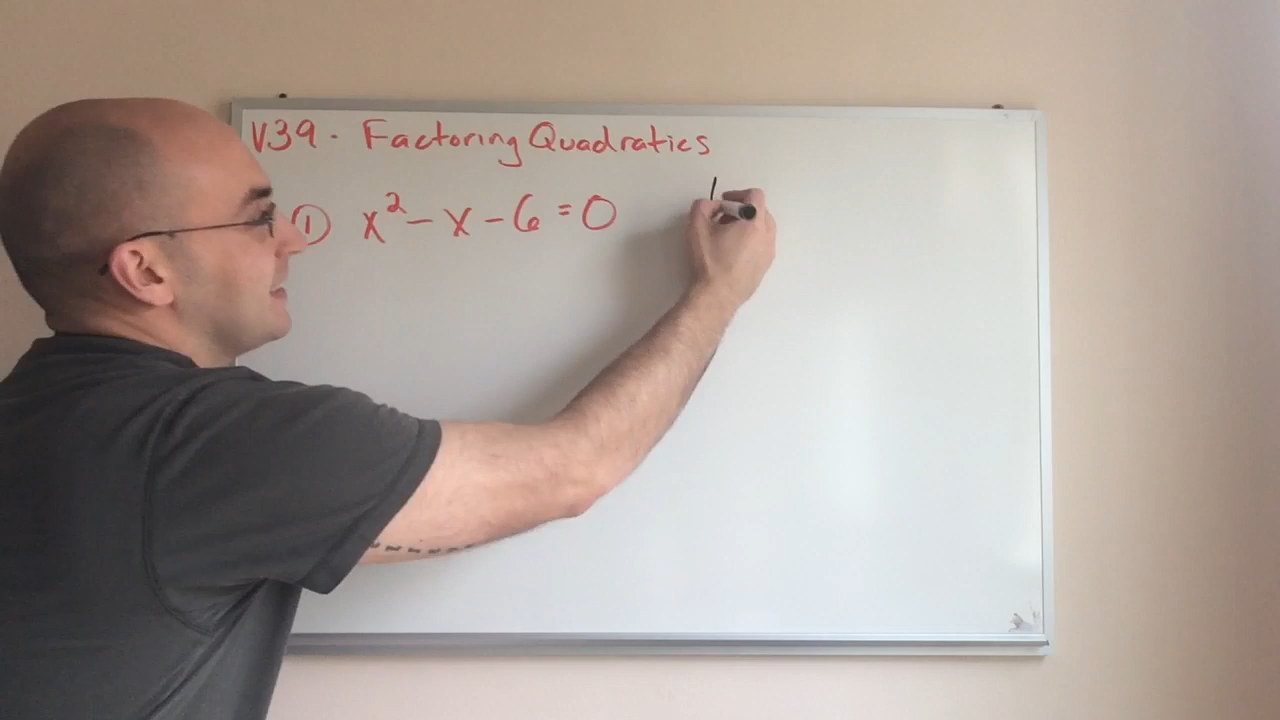 V39 - Factoring Quadratics
① x² - x - 6 = 0